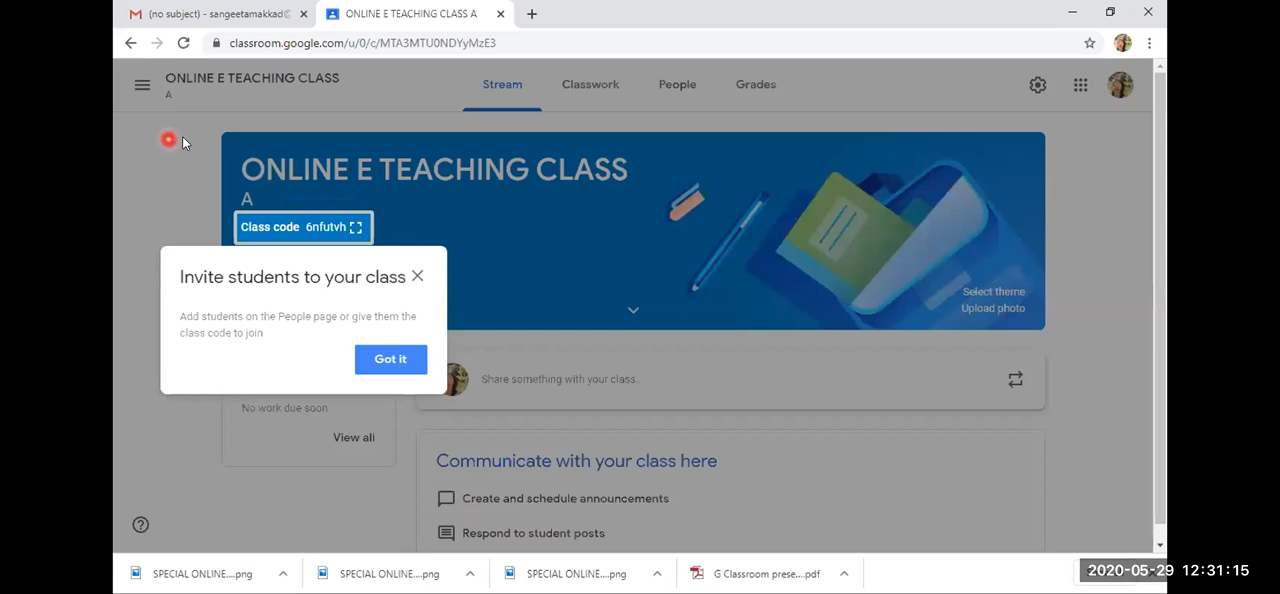 (no subject) - sangeetamakkad@
ONLINE E TEACHING CLASS A
classroom.google.com/u/0/c/MTA3MTU0NDYyMzE3
ONLINE E TEACHING CLASS
A
Stream
Classwork
People
Grades
ONLINE E TEACHING CLASS
A
Class code 6nfutvh
Select theme
Upload photo
Invite students to your class
Add students on the People page or give them the
class code to join
Got it
Share something with your class..
No work due soon
View all
Communicate with your class here
Create and schedule announcements
Respond to student posts
SPECIAL ONLINE....png
SPECIAL ONLINE....png
SPECIAL ONLINE....png
G Classroom prese....pdf
2020-05-29 12:31:15